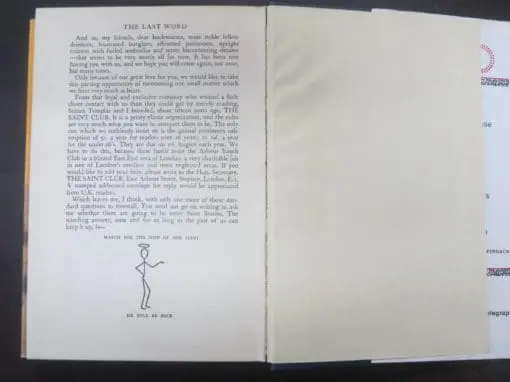 THE LAST WORD
And so, my friends, dear bookworms, most noble fellow
drinkers, frustrated burglars, affronted policemen, upright
citizens with furled umbrellas and secret buccaneering dreams
—that seems to be very nearly all for now. It has been nice
having you with us, and we hope you will come again, not once,
but many times.
Only because of our great love for you, we would like to take
this parting opportunity of mentioning one small matter which
we have very much at heart.
From that loyal and exclusive company who wanted a little
closer contact with us than they could get by merely reading,
Simon Templar and I founded, about fifteen years ago, THE
SAINT CLUB. It is a pretty elastic organisation, and the rules
are very much what you want to interpret them to be. The only
one which we ruthlessly insist on is the annual
scription of
for the under-16's. They are due on 1st August each year. We
have to do this, because these funds assist the Arbour Youth
Club in a blitzed East End area of London, a very charitable job
in one of London's neediest and most neglected areas. If you
would like to add your help, please write to the Hon. Secretary,
THE SAINT CLUB, East Arbour Street, Stepney, London, E.1.
A stamped addressed envelope for reply would be appreciated
from U.K. readers.
Which leaves me, I think, with only one more of those stan-
dard questions to forestall. You need not go on writing to ask
me whether there are going to be more Saint Stories. The
standing answer, now and for as long as the pair of us can
keep it up, is—
WATCH FOR THE SIGN OF THE SAINT
HE WILL BE BACK